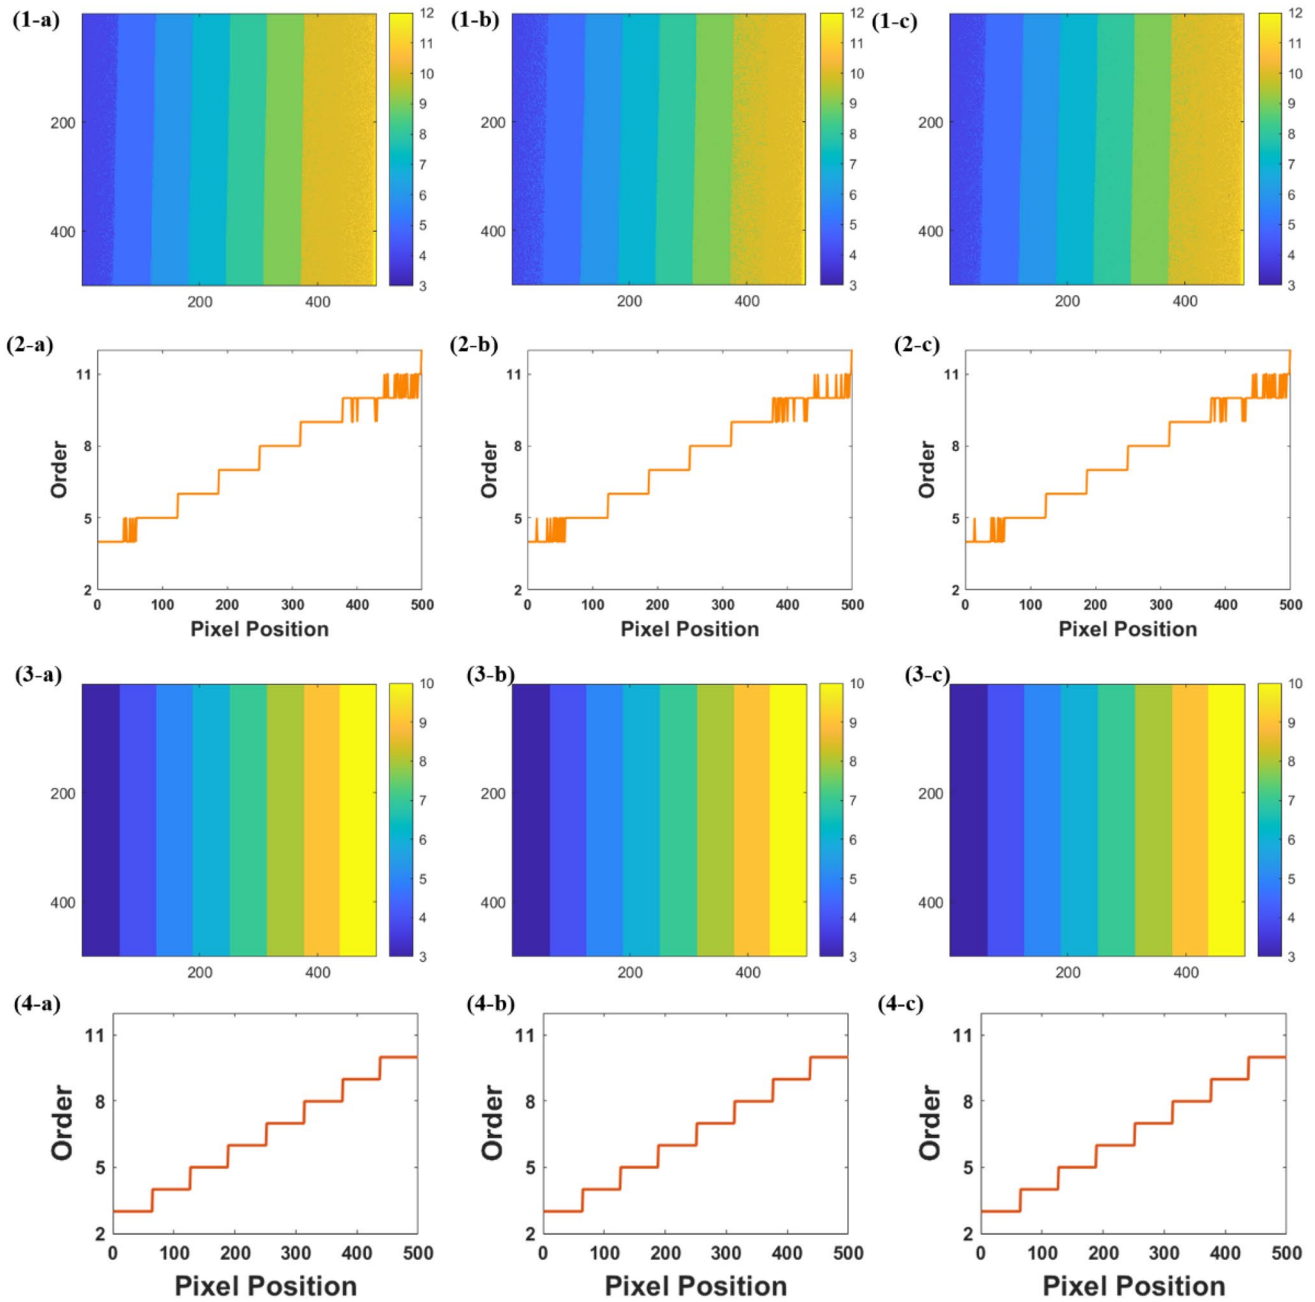 (1-a) (1-b) (1-c)
12 12 12
11 11 11
10 10 10
9 9 9
200 8 200 8 200 8
7 7 7
6 6 6
400 5 400 5 400 5
4 4 4
3 3 3
200 400 200 400 200 400
(2-a) (2-b) (2-c)
11 11 11
8 8 8
Order Order Order
5 5 5
2 2 2
0 100 200 300 400 500 0 100 200 300 400 500 0 100 200 300 400 500
Pixel Position Pixel Position Pixel Position
(3-a) (3-b) (3-c)
10 10 10
9 9 9
8 8 8
200 7 200 7 200 7
6 6 6
5 5 5
400 4 400 4 400 4
3 3 3
200 400 200 400 200 400
(4-a) (4-b) (4-c)
11 11 11
8 8 8
Order Order Order
5 5 5
2 2 2
0 100 200 300 400 500 0 100 200 300 400 500 0 100 200 300 400 500
Pixel Position Pixel Position Pixel Position